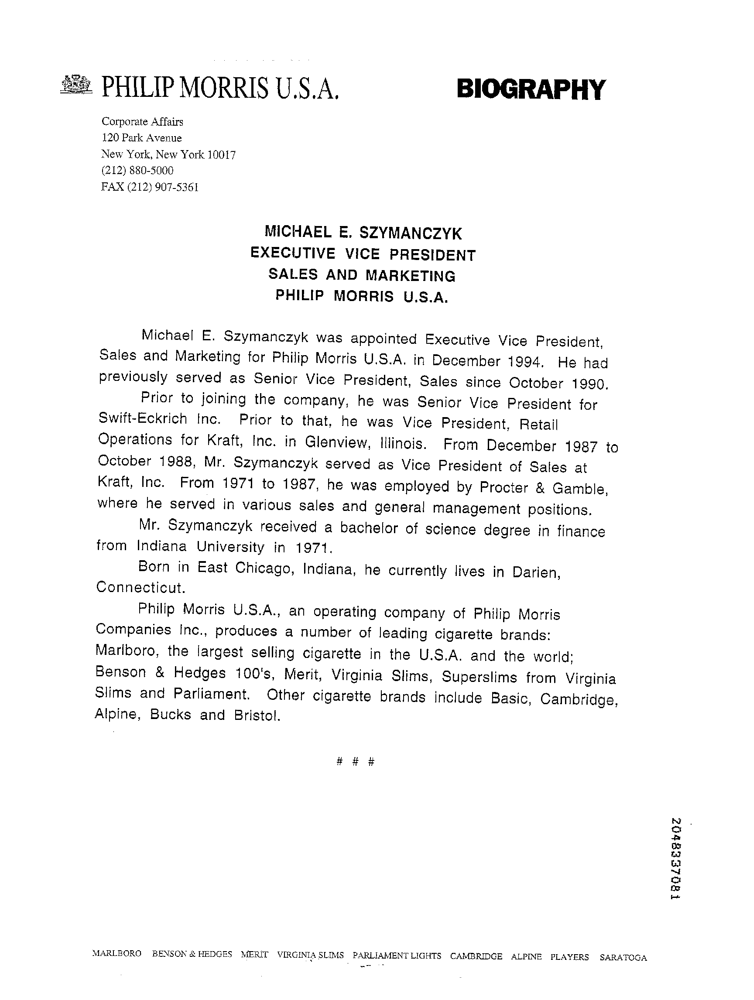 PHILIP MORRIS U.S.A. BIOGRAPHY
Corporate Affairs
120 Park Avenue
New York, New York 10017
(212) 880-5000
FAX (212) 907-5361
MICHAEL E. SZYMANCZYK
EXECUTIVE VICE PRESIDENT
SALES AND MARKETING
PHILIP MORRIS U.S.A.
Michael E. Szymanczyk was appointed Executive Vice President,
Sales and Marketing for Philip Morris U.S.A. in December 1994. He had
previously served as Senior Vice President, Sales since October 1990.
Prior to joining the company, he was Senior Vice President for
Swift-Eckrich Inc. Prior to that, he was Vice President, Retail
Operations for Kraft, Inc. in Glenview, Illinois. From December 1987 to
October 1988, Mr. Szymanczyk served as Vice President of Sales at
Kraft, Inc. From 1971 to 1987, he was employed by Procter & Gamble,
where he served in various sales and general management positions.
Mr. Szymanczyk received a bachelor of science degree in finance
from Indiana University in 1971.
Born in East Chicago, Indiana, he currently lives in Darien,
Connecticut.
Philip Morris U.S.A., an operating company of Philip Morris
Companies Inc., produces a number of leading cigarette brands:
Marlboro, the largest selling cigarette in the U.S.A. and the world;
Benson & Hedges 100's, Merit, Virginia Slims, Superslims from Virginia
Slims and Parliament. Other cigarette brands include Basic, Cambridge,
Alpine, Bucks and Bristol.
# # #
2048337081
MARLBORO BENSON & HEDGES MERIT VIRGINIA SLIMS PARLIAMENT LIGHTS CAMBRIDGE ALPINE PLAYERS SARATOGA